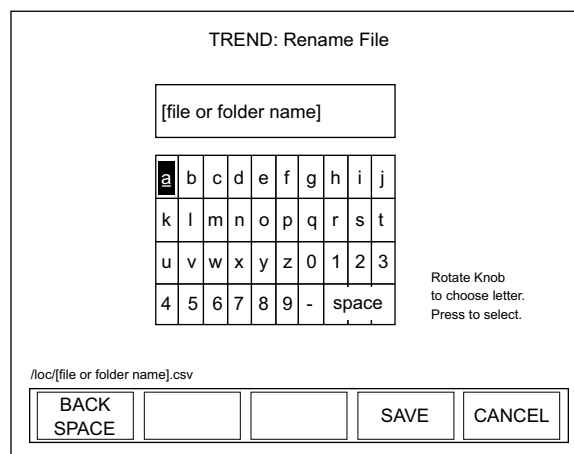 TREND: Rename File
[file or folder name]
a b c d e f g h i j
k l m n o p q r s t
u v w x y z 0 1 2 3
4 5 6 7 8 9 - space
Rotate Knob
to choose letter.
Press to select.
/loc/[file or folder name].csv
BACK
SPACE
SAVE
CANCEL